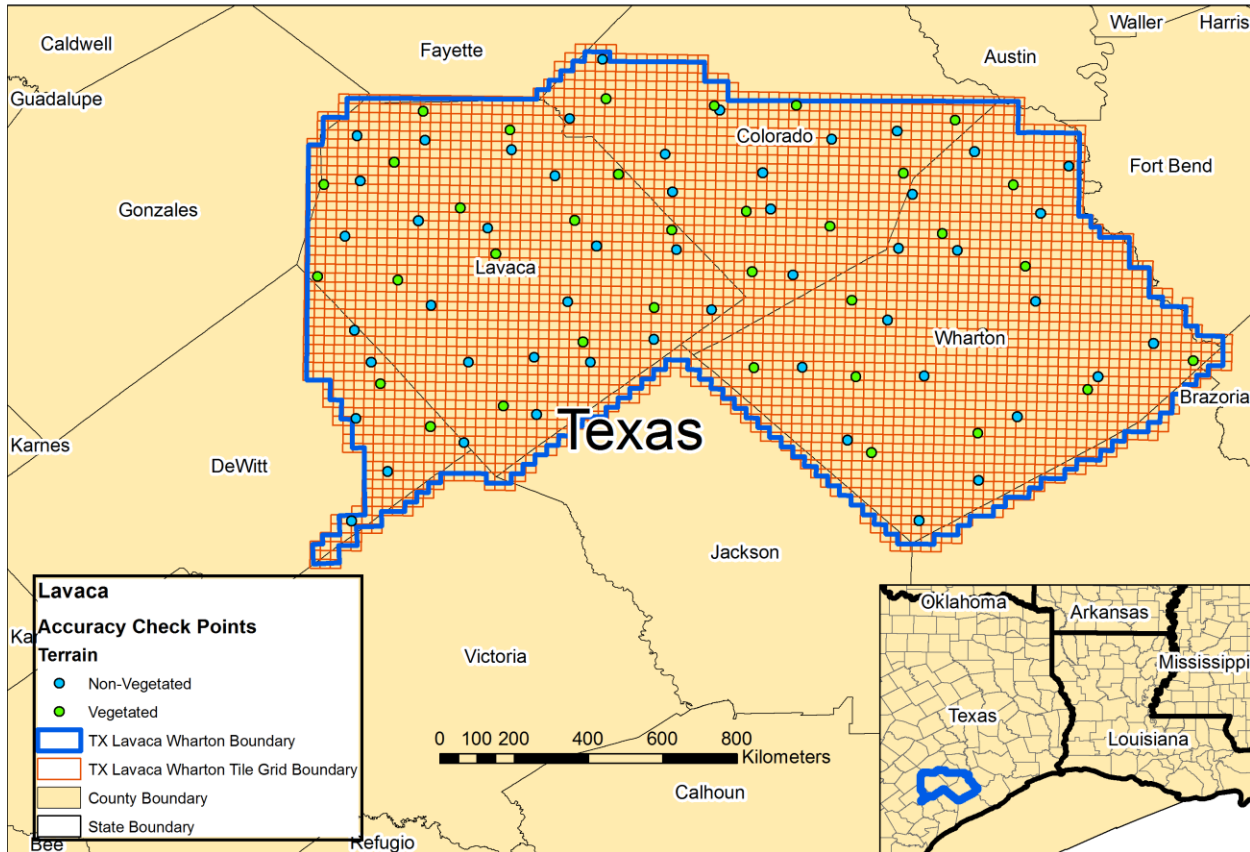 Waller
Harris
Caldwell
Fayette
Austin
Guadalupe
Colorado
Fort Bend
Gonzales
Lavaca
Wharton
Brazoria
Texas
Karnes
DeWitt
Jackson
Victoria
Calhoun
Refugio
Bee
Ka
Lavaca
Accuracy Check Points
Terrain
Non-Vegetated
Vegetated
TX Lavaca Wharton Boundary
TX Lavaca Wharton Tile Grid Boundary
County Boundary
State Boundary
0 100 200 400 600 800
Kilometers
Oklahoma
Arkansas
Mississippi
Texas
Louisiana